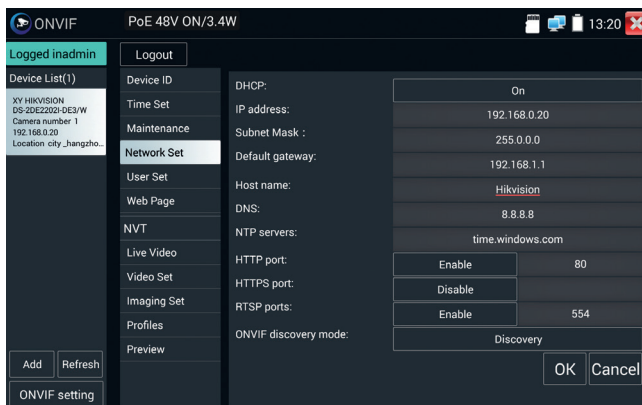 ONVIF
PoE 48V ON/3.4W
13:20
Logged inadmin
Logout
Device List(1)
XY HIKVISION
DS-2DE2202I-DE3/W
Camera number 1
192.168.0.20
Location city _hangzho...
Add
Refresh
ONVIF setting
Device ID
Time Set
Maintenance
Network Set
User Set
Web Page
NVT
Live Video
Video Set
Imaging Set
Profiles
Preview
DHCP: On
IP address: 192.168.0.20
Subnet Mask : 255.0.0.0
Default gateway: 192.168.1.1
Host name: Hikvision
DNS: 8.8.8.8
NTP servers: time.windows.com
HTTP port: Enable 80
HTTPS port: Disable
RTSP ports: Enable 554
ONVIF discovery mode: Discovery
OK Cancel